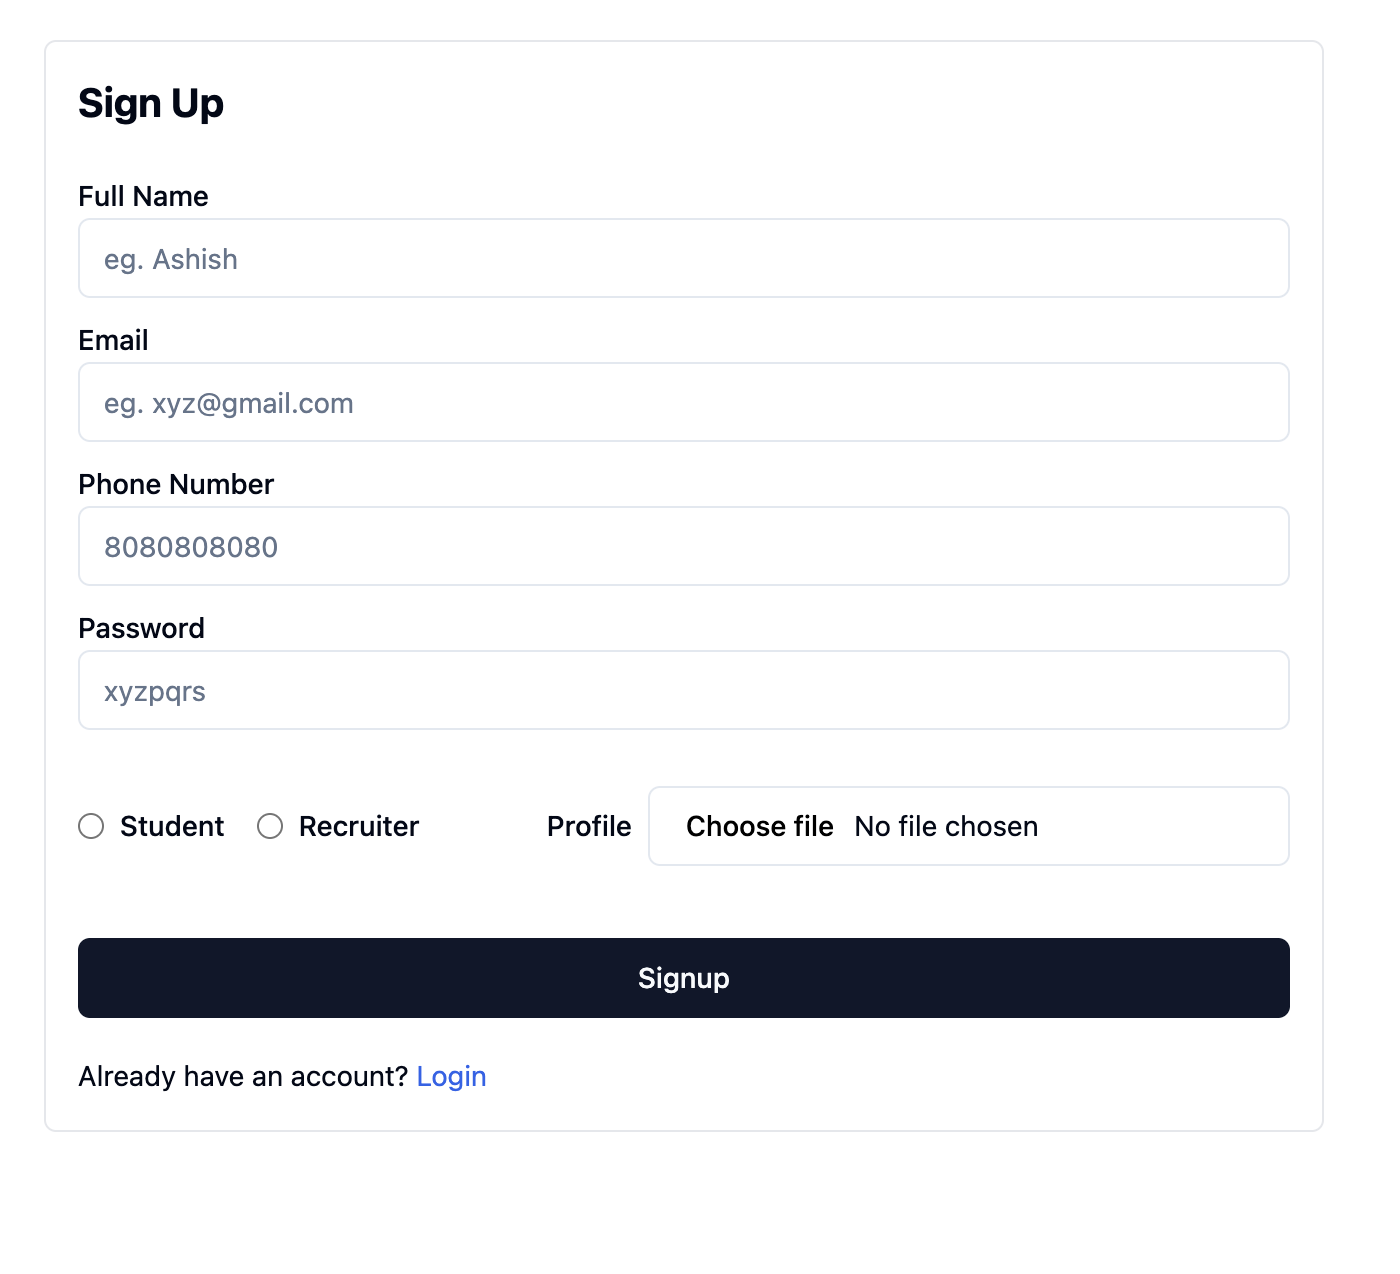 Sign Up
Full Name
eg. Ashish
Email
eg. xyz@gmail.com
Phone Number
8080808080
Password
xyzpqrs
Student Recruiter Profile Choose file No file chosen
Signup
Already have an account? Login